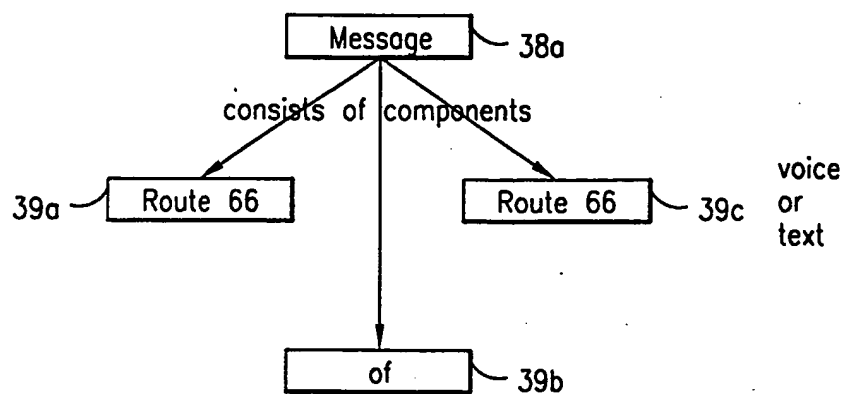 Message 38a
consists of components
39a Route 66 Route 66 39c
voice
or
text
of 39b